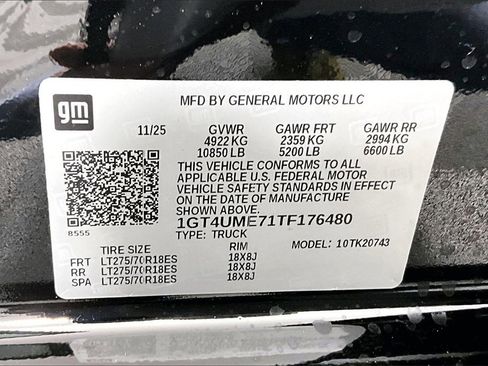 gm
MFD BY GENERAL MOTORS LLC
11/25 GVWR GAWR FRT GAWR RR
4922 KG 2359 KG 2994 KG
10850 LB 5200 LB 6600 LB
THIS VEHICLE CONFORMS TO ALL
APPLICABLE U.S. FEDERAL MOTOR
VEHICLE SAFETY STANDARDS IN EFFECT
ON THE DATE OF MANUFACTURE
SHOWN ABOVE.
1GT4UME71TF176480
8555
TYPE: TRUCK MODEL: 10TK20743
TIRE SIZE RIM
FRT LT275/70R18ES 18X8J
RR LT275/70R18ES 18X8J
SPA LT275/70R18ES 18X8J